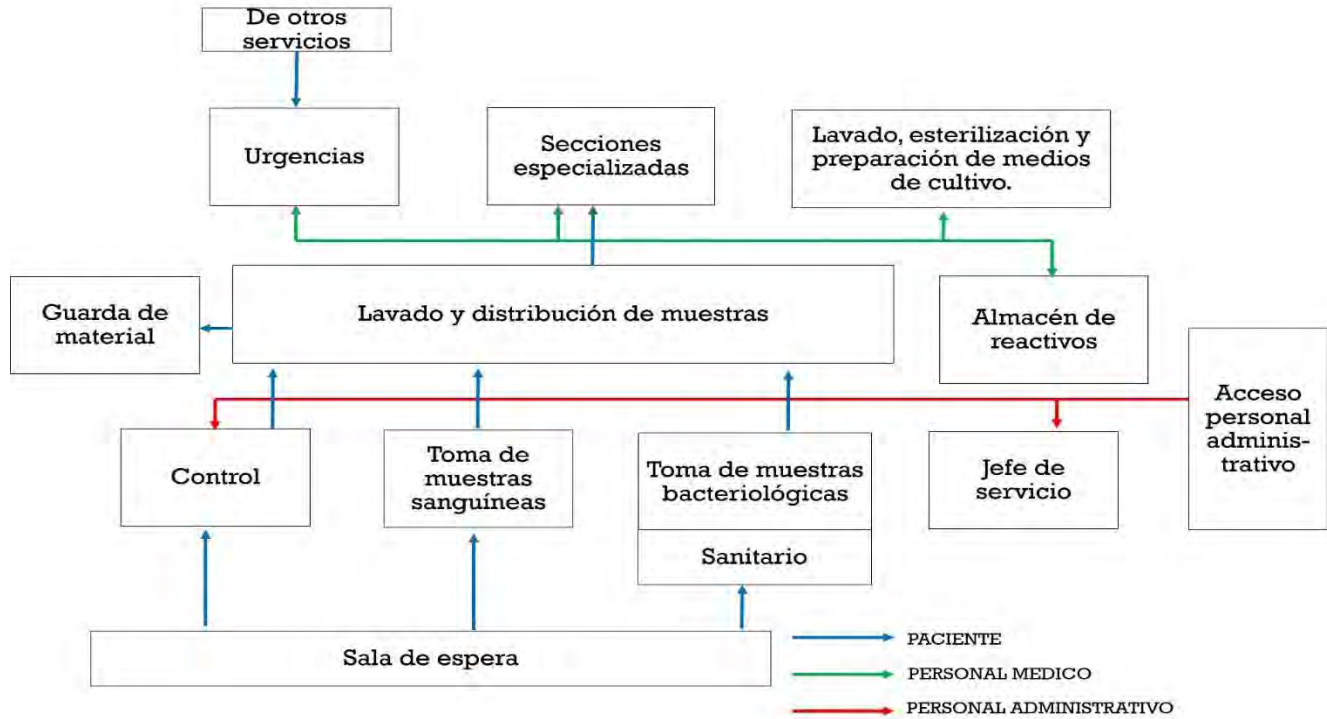 De otros
servicios
Urgencias
Secciones
especializadas
Lavado, esterilización y
preparación de medios
de cultivo.
Guarda de
material
Lavado y distribución de muestras
Almacén de
reactivos
Acceso
personal
adminis-
trativo
Control
Toma de
muestras
sanguíneas
Toma de muestras
bacteriológicas
Sanitario
Jefe de
servicio
Sala de espera
PACIENTE
PERSONAL MEDICO
PERSONAL ADMINISTRATIVO